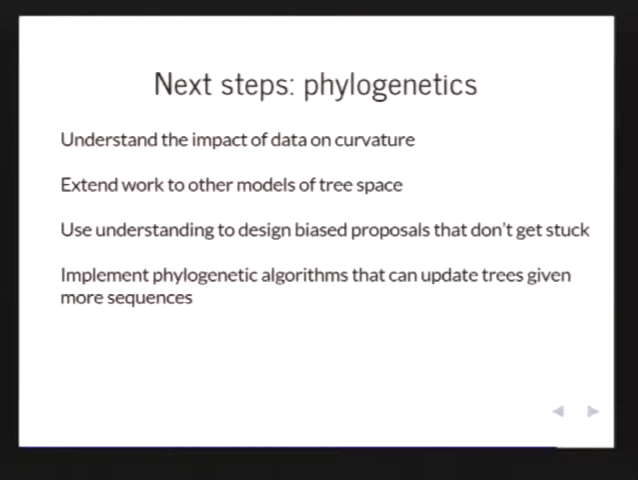 Next steps: phylogenetics
Understand the impact of data on curvature
Extend work to other models of tree space
Use understanding to design biased proposals that don't get stuck
Implement phylogenetic algorithms that can update trees given
more sequences